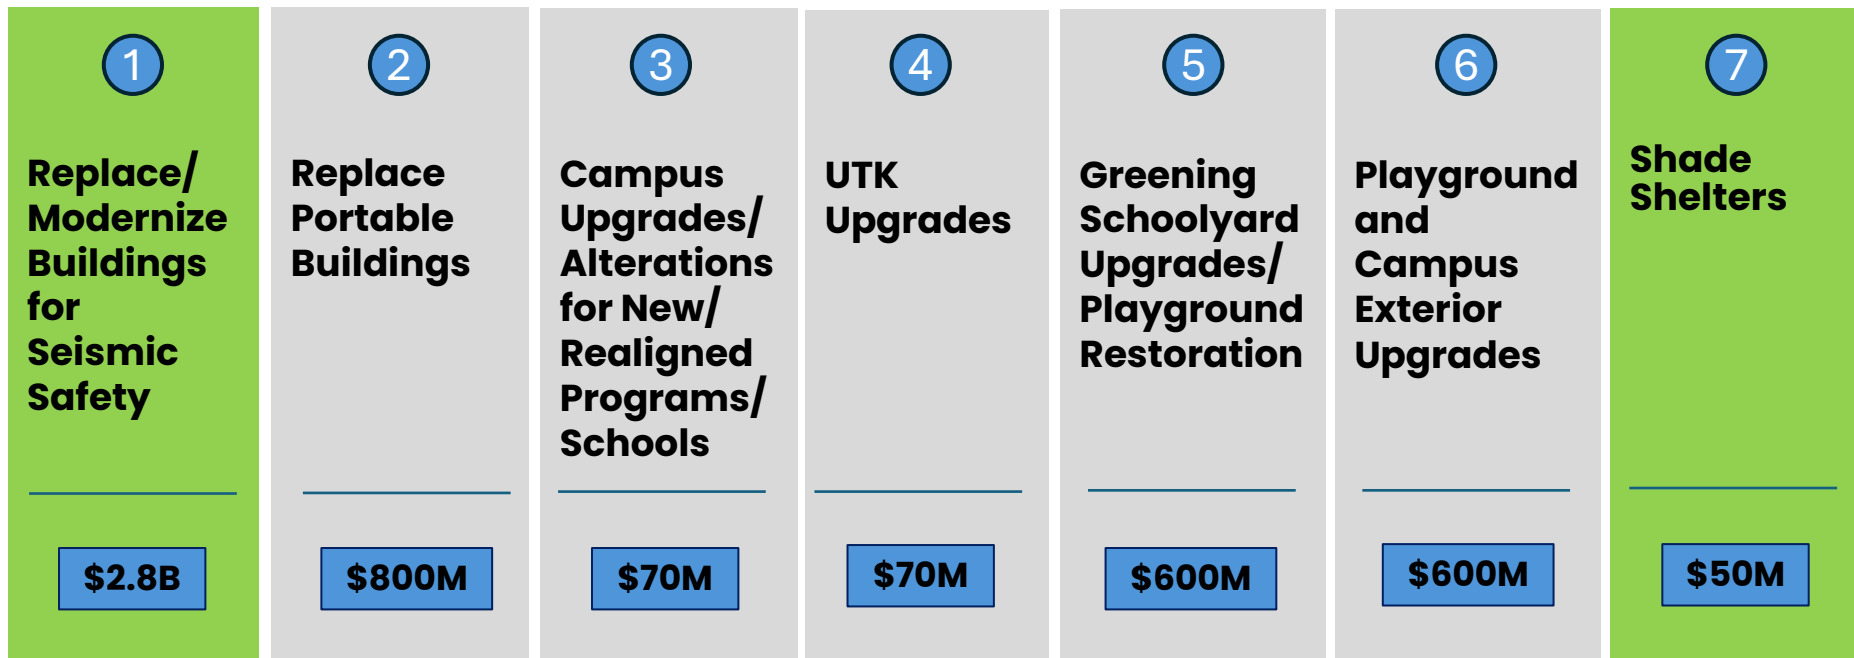 1
Replace/
Modernize
Buildings
for
Seismic
Safety
$2.8B
2
Replace
Portable
Buildings
$800M
3
Campus
Upgrades/
Alterations
for New/
Realigned
Programs/
Schools
$70M
4
UTK
Upgrades
$70M
5
Greening
Schoolyard
Upgrades/
Playground
Restoration
$600M
6
Playground
and
Campus
Exterior
Upgrades
$600M
7
Shade
Shelters
$50M